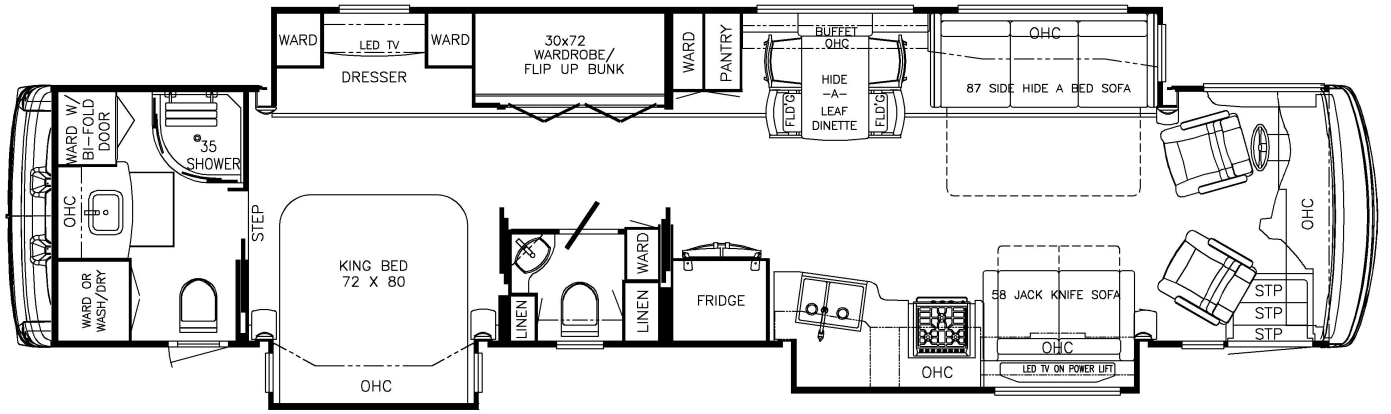 WARD
LED TV
WARD
DRESSER
30x72
WARDROBE/
FLIP UP BUNK
WARD
PANTRY
BUFFET
OHC
HIDE
-A-
LEAF
DINETTE
FLD'G
FLD'G
OHC
87 SIDE HIDE A BED SOFA
WARD W/
BI-FOLD
DOOR
35
SHOWER
OHC
STEP
WARD OR
WASH/DRY
KING BED
72 X 80
OHC
LINEN
WARD
LINEN
FRIDGE
OHC
58 JACK KNIFE SOFA
OHC
LED TV ON POWER LIFT
OHC
STP
STP
STP